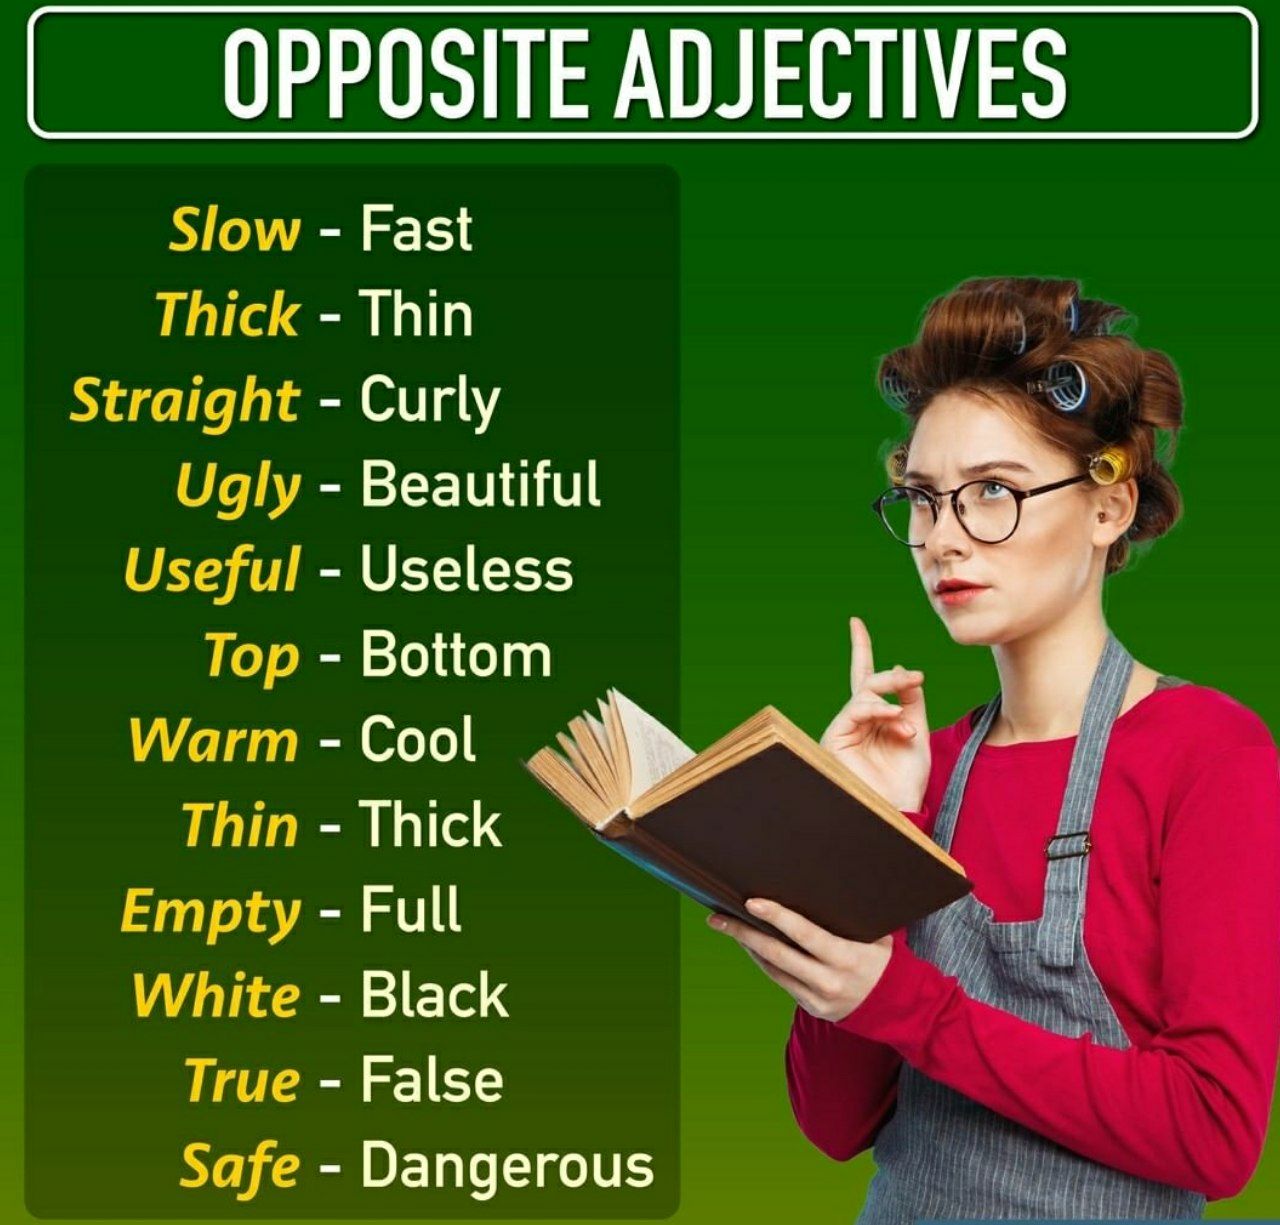 OPPOSITE ADJECTIVES
Slow - Fast
Thick - Thin
Straight - Curly
Ugly - Beautiful
Useful - Useless
Top - Bottom
Warm - Cool
Thin - Thick
Empty - Full
White - Black
True - False
Safe - Dangerous